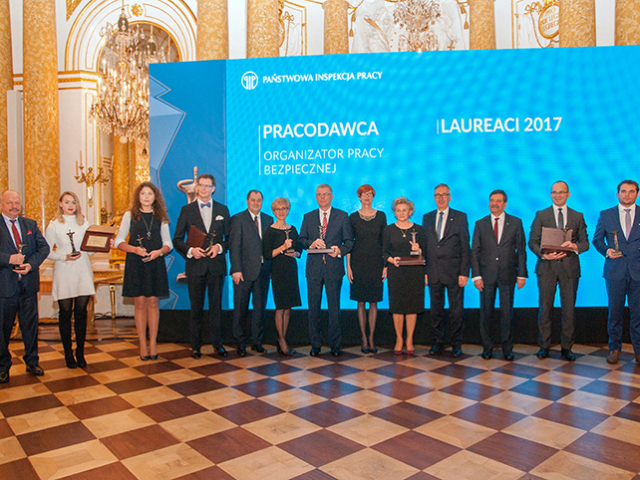 PAŃSTWOWA INSPEKCJA PRACY
PRACODAWCA
ORGANIZATOR PRACY
BEZPIECZNEJ
LAUREACI 2017